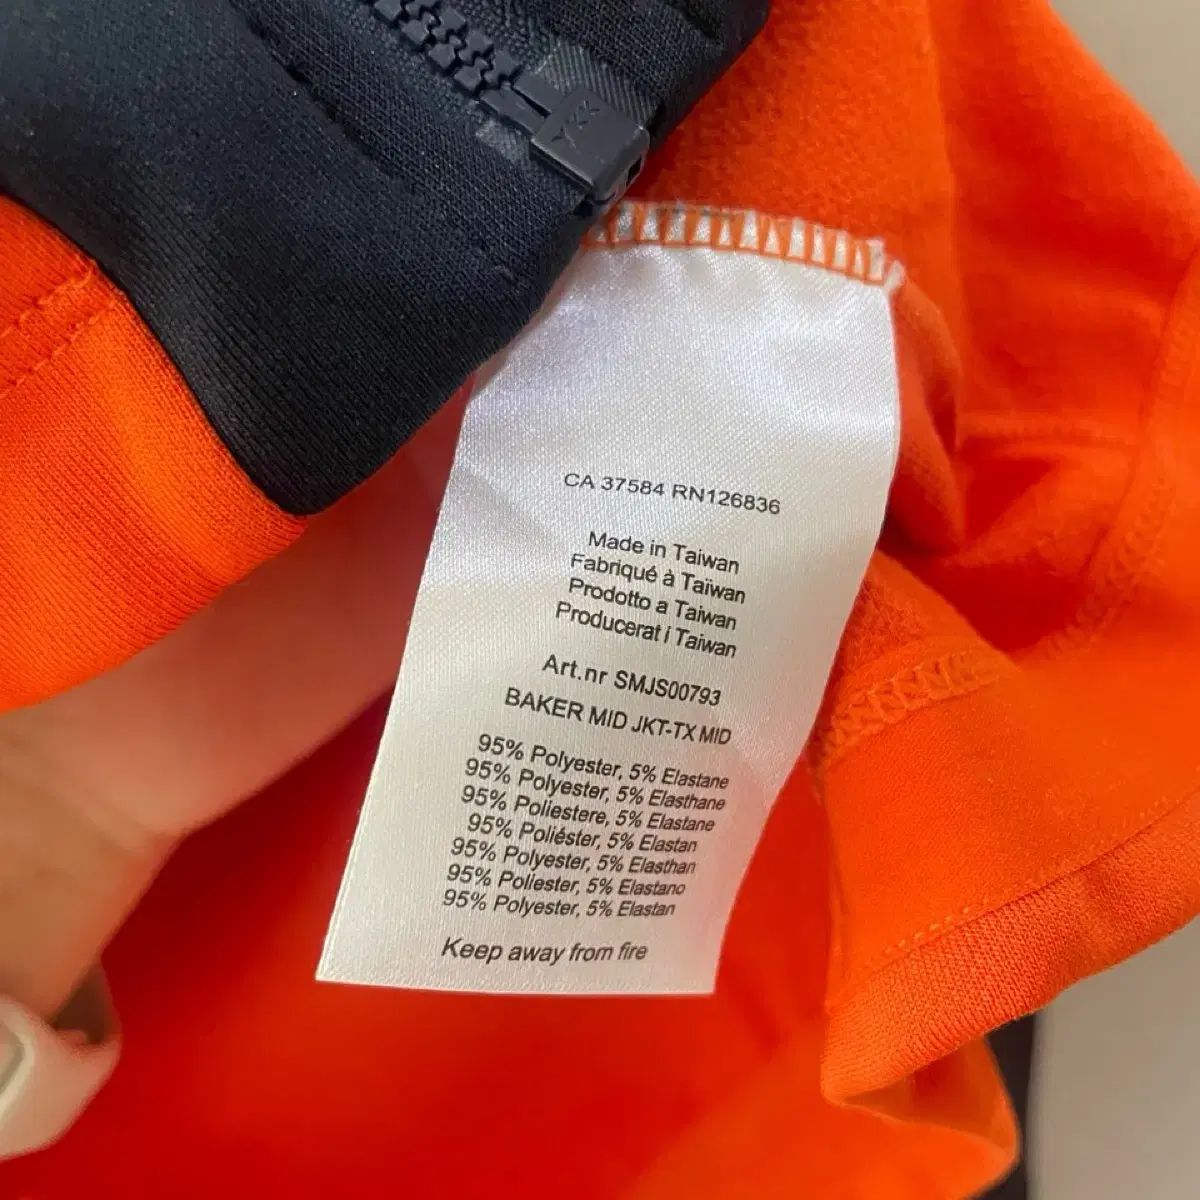 CA 37584 RN126836
Made in Taiwan
Fabriqué à Taïwan
Prodotto a Taiwan
Producerat i Taiwan
Art.nr SMJS00793
BAKER MID JKT-TX MID
95% Polyester, 5% Elastane
95% Polyester, 5% Elasthane
95% Poliestere, 5% Elastane
95% Poliéster, 5% Elastan
95% Polyester, 5% Elasthan
95% Poliester, 5% Elastano
95% Polyester, 5% Elastan
Keep away from fire